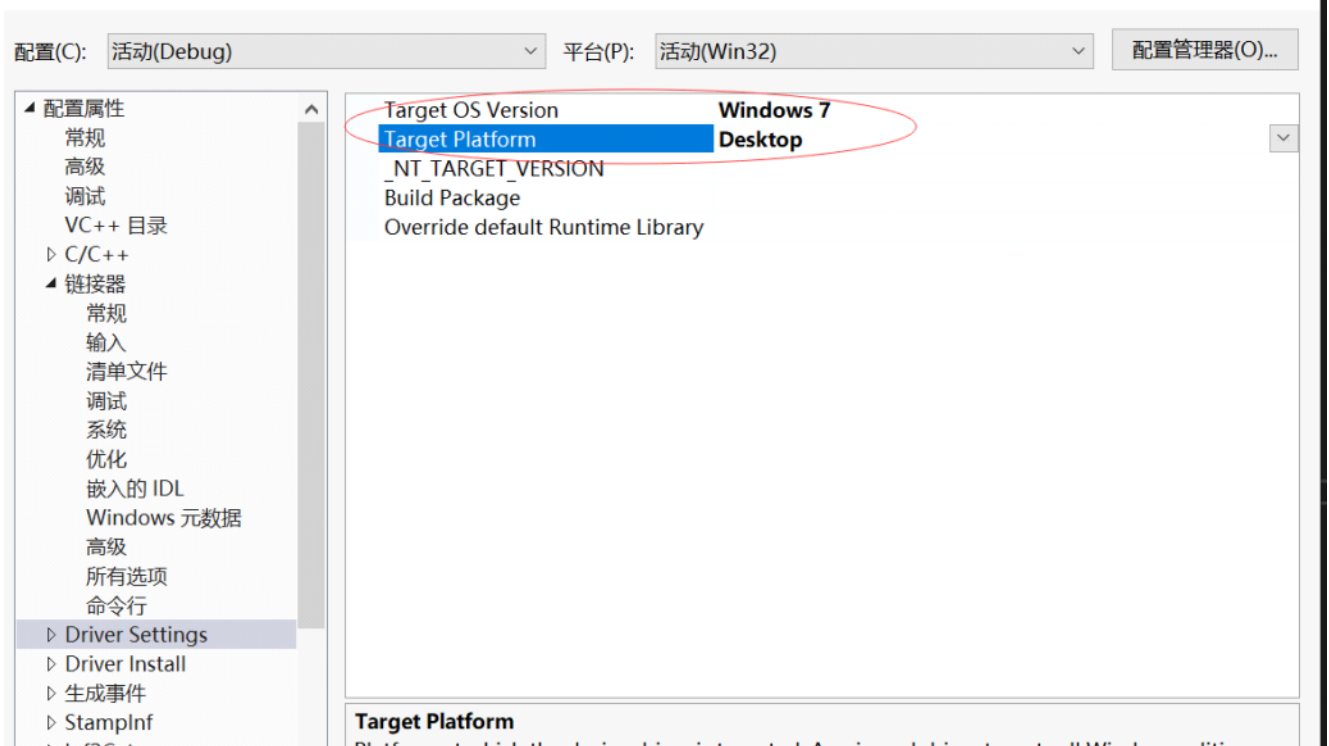 配置(C): 活动(Debug) 平台(P): 活动(Win32) 配置管理器(O)...
配置属性
常规
高级
调试
VC++ 目录
C/C++
链接器
常规
输入
清单文件
调试
系统
优化
嵌入的 IDL
Windows 元数据
高级
所有选项
命令行
Driver Settings
Driver Install
生成事件
StampInf
Target OS Version Windows 7
Target Platform Desktop
_NT_TARGET_VERSION
Build Package
Override default Runtime Library
Target Platform